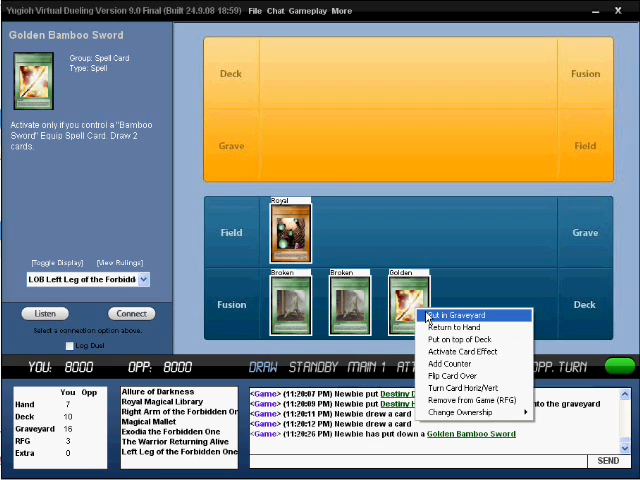 Yugioh Virtual Dueling Version 9.0 Final (Built 24.9.08 18:59) File Chat Gameplay More
Golden Bamboo Sword
Group: Spell Card
Type: Spell
Activate only if you control a "Bamboo
Sword" Equip Spell Card. Draw 2
cards.
[Toggle Display] [View Rulings]
LOB Left Leg of the Forbidd
Listen Connect
Select a connection option above.
Log Duel
Deck Fusion
Grave Field
Royal
Field Grave
Broken Broken Golden
Fusion Deck
Put in Graveyard
Return to Hand
Put on top of Deck
Activate Card Effect
Add Counter
Flip Card Over
Turn Card Horiz/Vert
Remove from Game (RFG)
Change Ownership
YOU: 8000 OPP: 8000 DRAW STANDBY MAIN 1 OPP. TURN
You Opp
Hand 7
Deck 10
Graveyard 16
RFG 3
Extra 0
Allure of Darkness
Royal Magical Library
Right Arm of the Forbidden On
Magical Mallet
Exodia the Forbidden One
The Warrior Returning Alive
Left Leg of the Forbidden One
<Game> (11:20:07 PM) Newbie put Destiny into the graveyard
<Game> (11:20:07 PM) Newbie put Destiny H
<Game> (11:20:11 PM) Newbie drew a card
<Game> (11:20:12 PM) Newbie drew a card
<Game> (11:20:26 PM) Newbie has put down a Golden Bamboo Sword
SEND